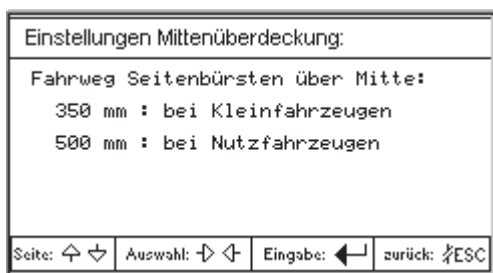 Einstellungen Mittenüberdeckung:
Fahrweg Seitenbürsten über Mitte:
350 mm : bei Kleinfahrzeugen
500 mm : bei Nutzfahrzeugen
Seite: Auswahl: Eingabe: zurück: ESC